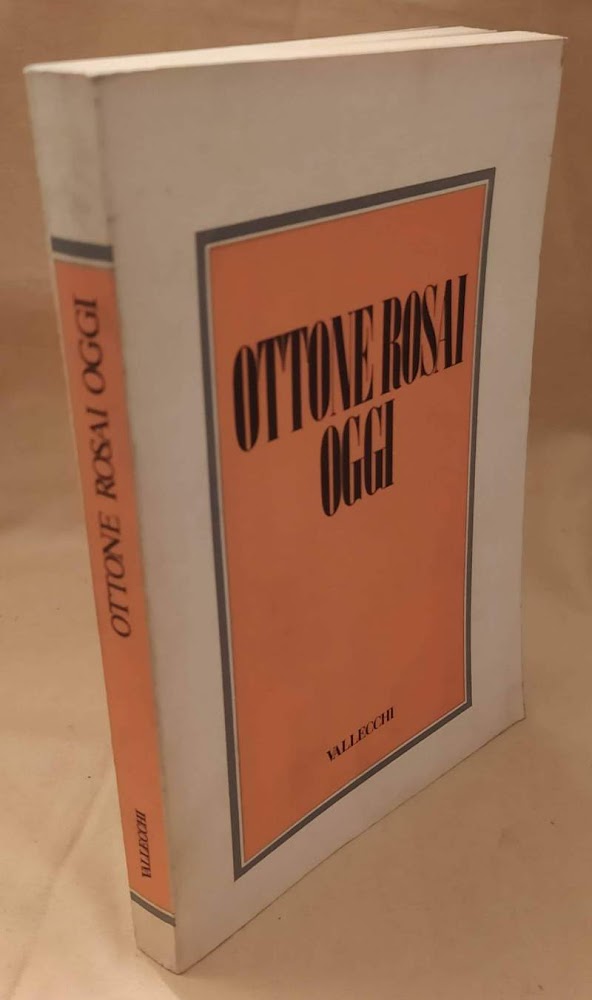 OTTONE ROSAI
OGGI
VALLECCHI
OTTONE ROSAI OGGI
VALLECCHI